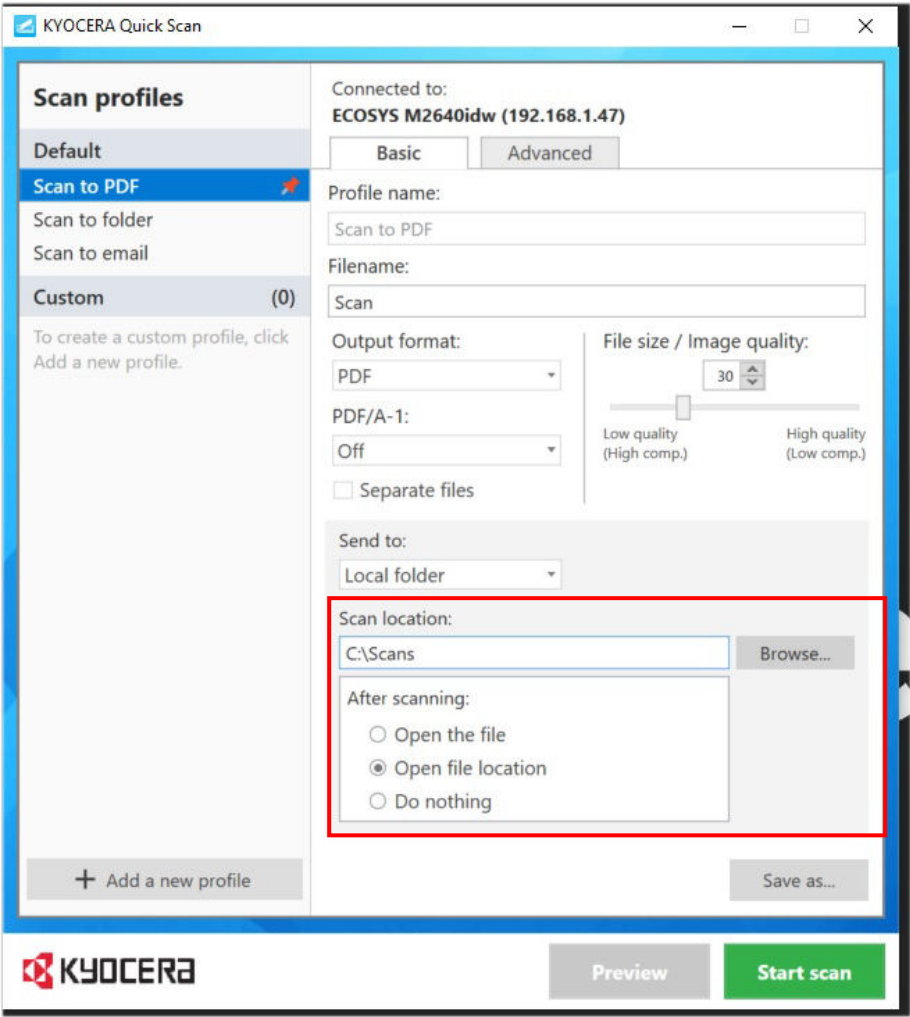 KYOCERA Quick Scan
Scan profiles
Default
Scan to PDF
Scan to folder
Scan to email
Custom (0)
To create a custom profile, click
Add a new profile.
+ Add a new profile
Connected to:
ECOSYS M2640idw (192.168.1.47)
Basic Advanced
Profile name:
Scan to PDF
Filename:
Scan
Output format:
PDF
PDF/A-1:
Off
Separate files
File size / Image quality:
30
Low quality
(High comp.)
High quality
(Low comp.)
Send to:
Local folder
Scan location:
C:\Scans
Browse...
After scanning:
Open the file
Open file location
Do nothing
Save as...
KYOCERA
Preview
Start scan